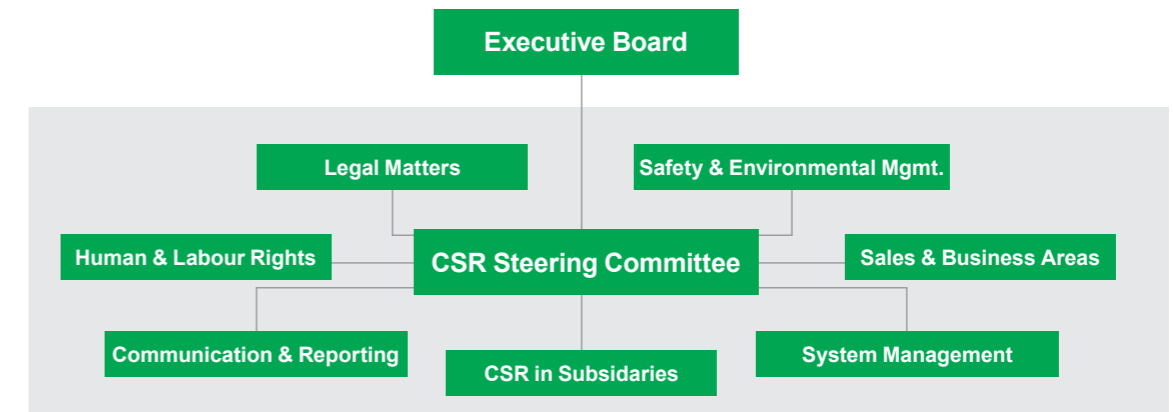 Executive Board
Legal Matters
Safety & Environmental Mgmt.
Human & Labour Rights
CSR Steering Committee
Sales & Business Areas
Communication & Reporting
CSR in Subsidaries
System Management